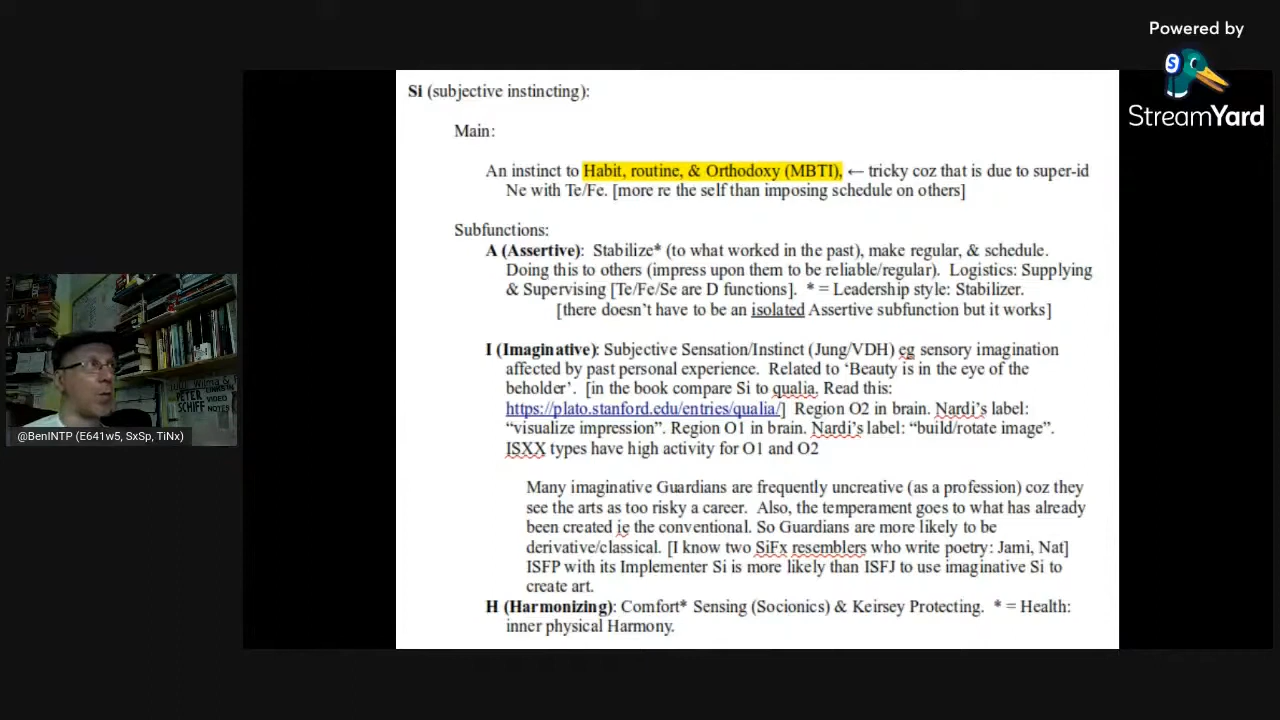 Powered by
StreamYard
Si (subjective instincting):
Main:
An instinct to Habit, routine, & Orthodoxy (MBTI), ← tricky coz that is due to super-id
Ne with Te/Fe. [more re the self than imposing schedule on others]
Subfunctions:
A (Assertive): Stabilize* (to what worked in the past), make regular, & schedule.
Doing this to others (impress upon them to be reliable/regular). Logistics: Supplying
& Supervising [Te/Fe/Se are D functions]. * = Leadership style: Stabilizer.
[there doesn't have to be an isolated Assertive subfunction but it works]
I (Imaginative): Subjective Sensation/Instinct (Jung/VDH) eg sensory imagination
affected by past personal experience. Related to 'Beauty is in the eye of the
beholder'. [in the book compare Si to qualia. Read this:
https://plato.stanford.edu/entries/qualia/] Region O2 in brain. Nardi's label:
"visualize impression". Region O1 in brain. Nardi's label: "build/rotate image".
ISXX types have high activity for O1 and O2
Many imaginative Guardians are frequently uncreative (as a profession) coz they
see the arts as too risky a career. Also, the temperament goes to what has already
been created ie the conventional. So Guardians are more likely to be
derivative/classical. [I know two SiFx resemblers who write poetry: Jami, Nat]
ISFP with its Implementer Si is more likely than ISFJ to use imaginative Si to
create art.
H (Harmonizing): Comfort* Sensing (Socionics) & Keirsey Protecting. * = Health:
inner physical Harmony.
PETER
SCHIFF
VIDEO
NOTES
@BenINTP (E641w5, SxSp, TiNx)